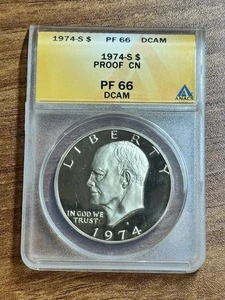 1974-S $ PF 66 DCAM
1974-S $
PROOF CN
PF 66
DCAM
ANACS
LIBERTY
IN GOD WE
TRUST
1974